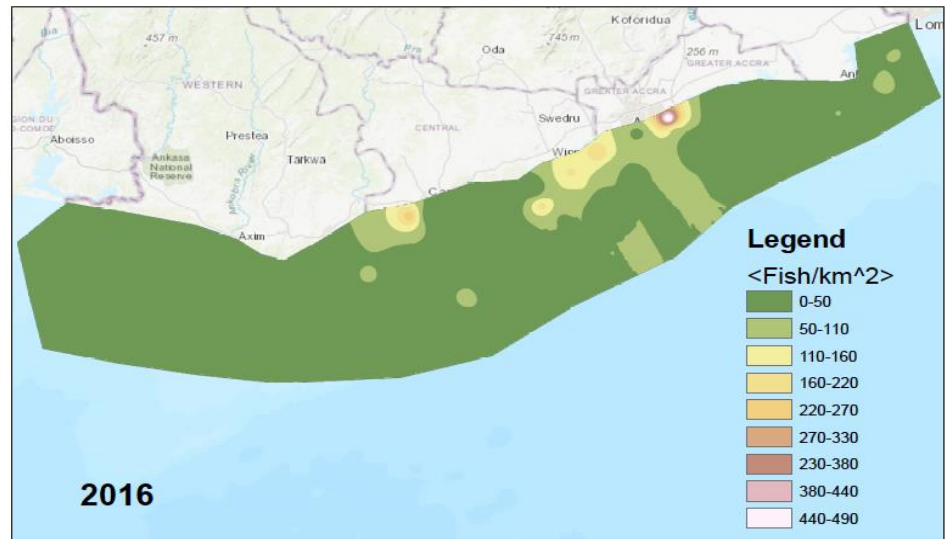 Koforidua
Lom
457 m
Pra
Oda
745 m
256 m
GREATER ACCRA
WESTERN
GREATER ACCRA
Swedru
Aboisso
Prestea
CENTRAL
Ankasa
National
Reserve
Tarkwa
Ankobra River
Axim
Legend
<Fish/km^2>
0-50
50-110
110-160
160-220
220-270
270-330
230-380
380-440
440-490
2016